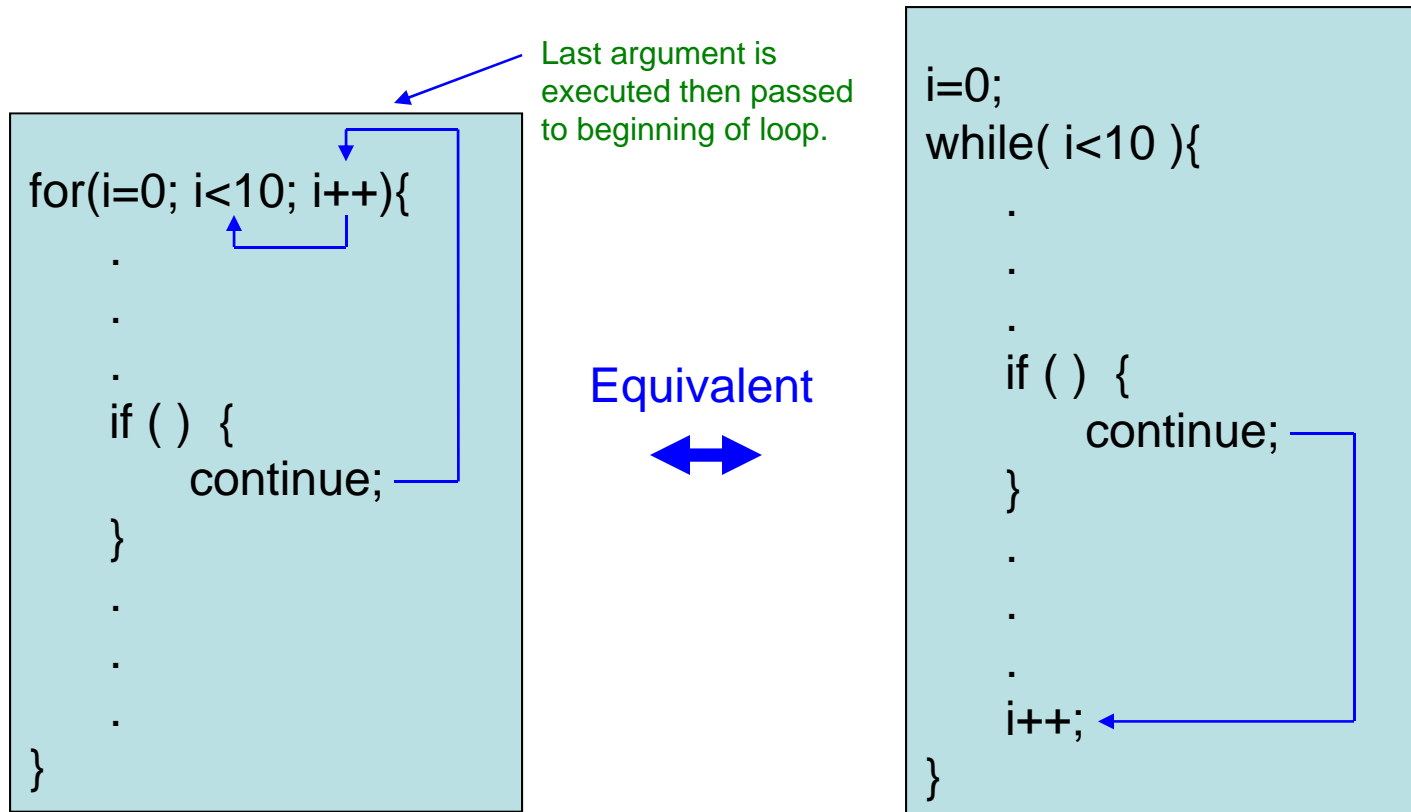 Last argument is
executed then passed
to beginning of loop.
for(i=0; i<10; i++){
.
.
.
if ( ) {
continue;
}
.
.
.
}
Equivalent
i=0;
while( i<10 ){
.
.
.
if ( ) {
continue;
}
.
.
.
i++;
}